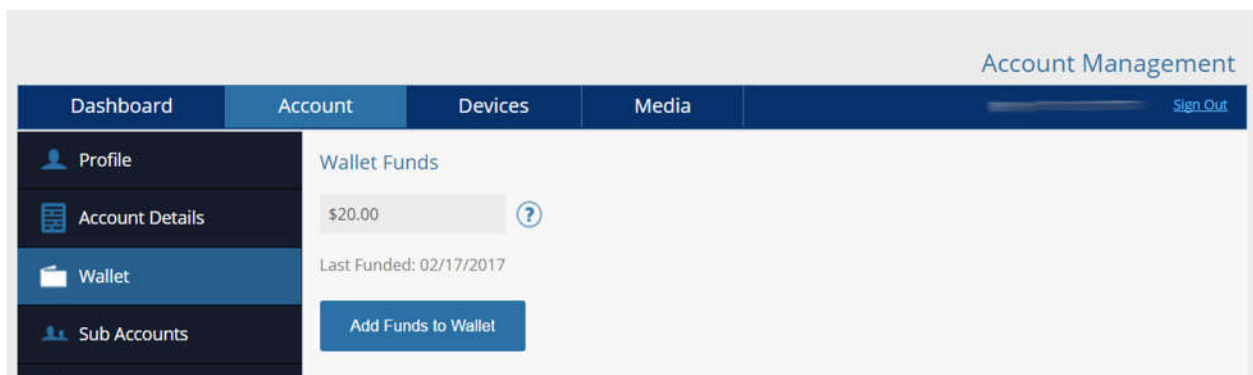 Account Management
Dashboard Account Devices Media Sign Out
Profile
Account Details
Wallet
Sub Accounts
Wallet Funds
$20.00 ?
Last Funded: 02/17/2017
Add Funds to Wallet